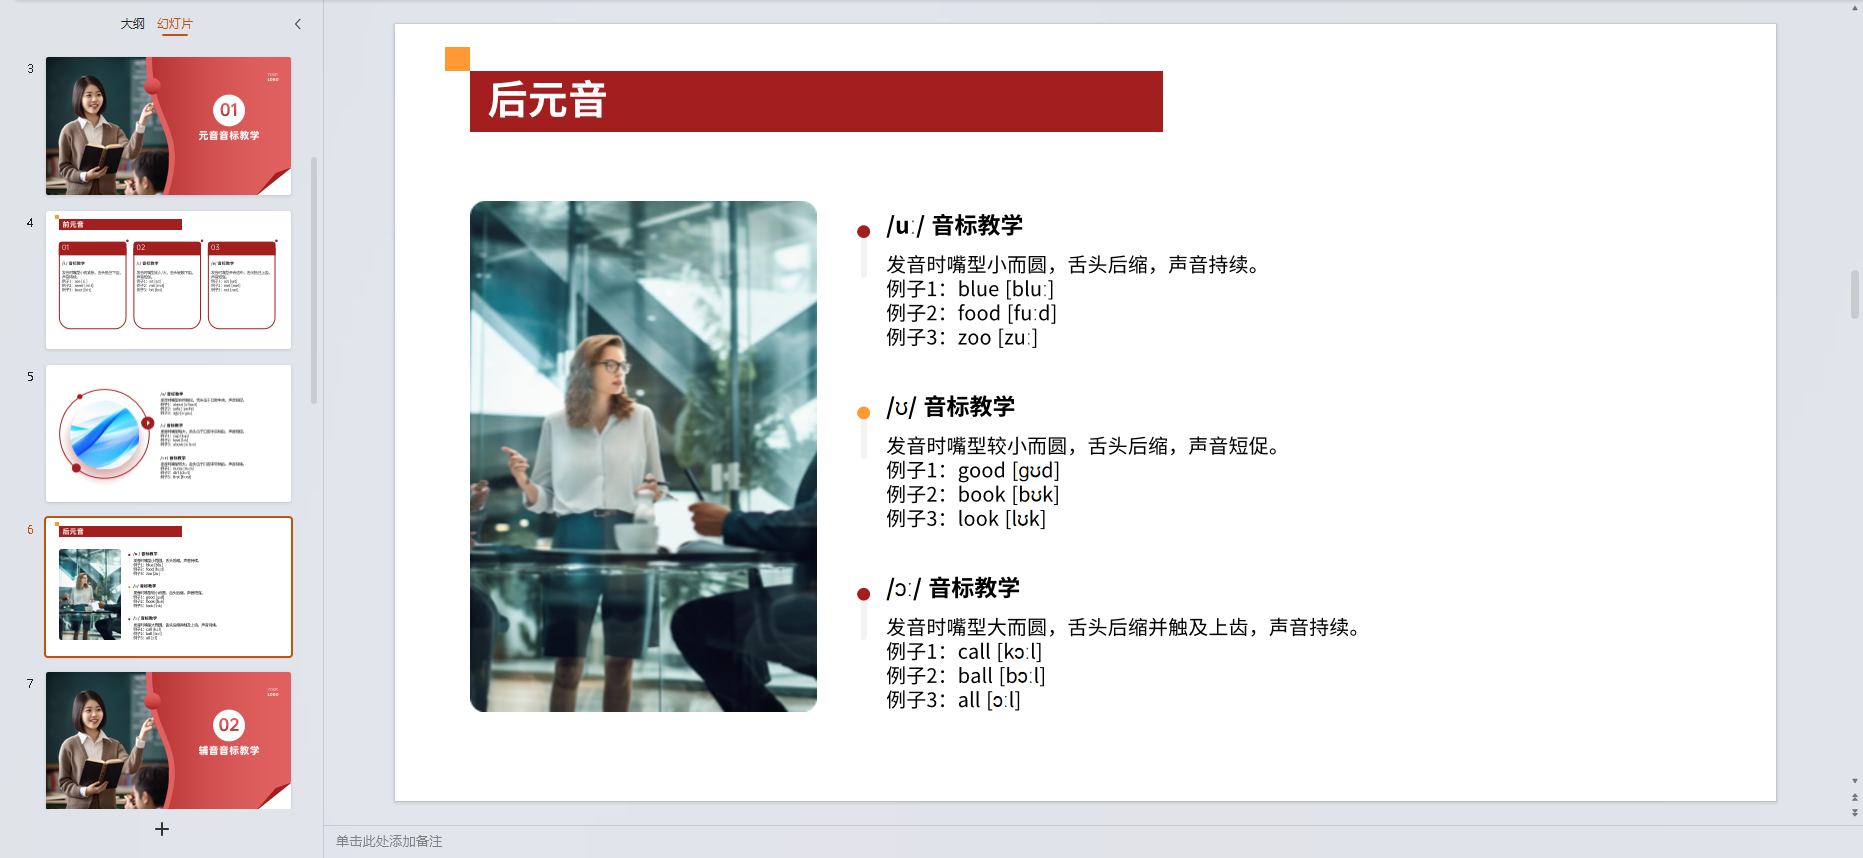 大纲 幻灯片
3
01
元音音标教学
4
前元音
01
02
03
5
6
后元音
7
02
辅音音标教学
后元音
/uː/ 音标教学
发音时嘴型小而圆，舌头后缩，声音持续。
例子1：blue [bluː]
例子2：food [fuːd]
例子3：zoo [zuː]
/ʊ/ 音标教学
发音时嘴型较小而圆，舌头后缩，声音短促。
例子1：good [gʊd]
例子2：book [bʊk]
例子3：look [lʊk]
/ɔː/ 音标教学
发音时嘴型大而圆，舌头后缩并触及上齿，声音持续。
例子1：call [kɔːl]
例子2：ball [bɔːl]
例子3：all [ɔːl]
单击此处添加备注